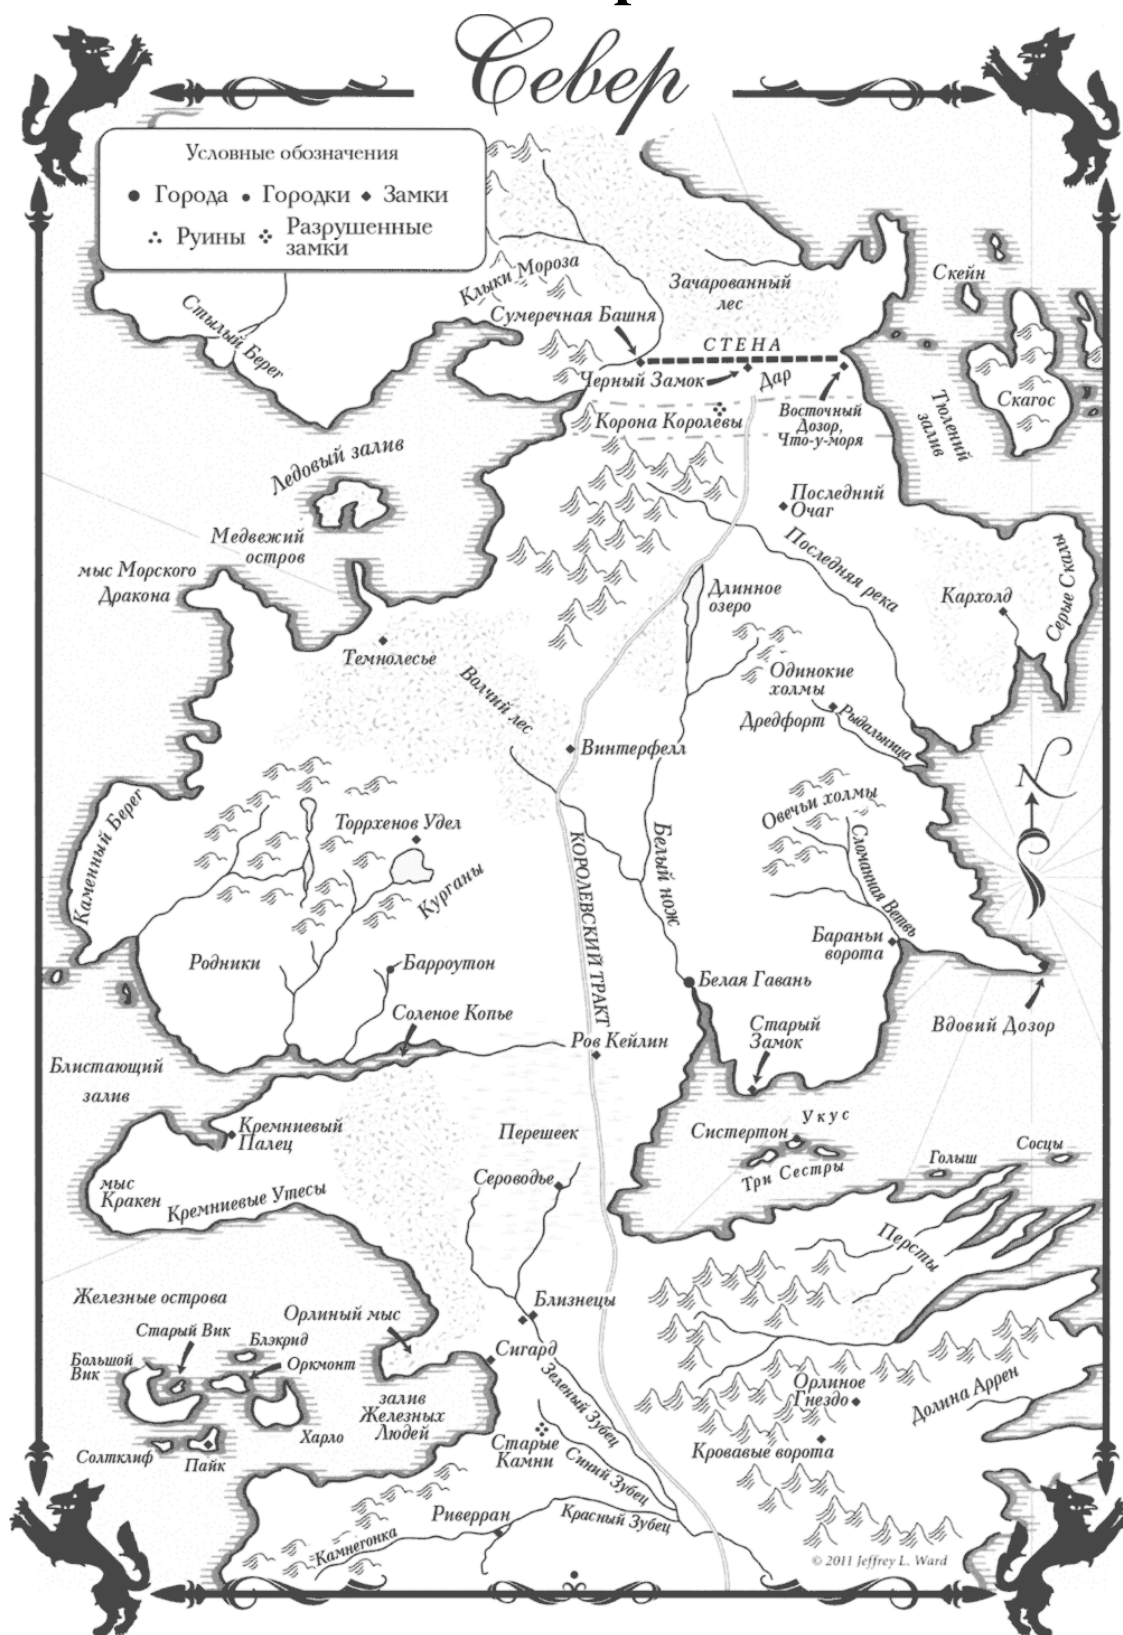 Север
Условные обозначения
● Города • Городки ◆ Замки
Руины Разрушенные
замки
Клыки Мороза
Зачарованный
лес
Скейн
Стылый Берег
Сумеречная Башня
СТЕНА
Черный Замок
Дар
Восточный
Дозор,
Что-у-моря
Корона Королевы
Тюлений
залив
Скагос
Ледовый залив
Последний
Очаг
Медвежий
остров
мыс Морского
Дракона
Последняя река
Длинное
озеро
Кархолд
Серые Скалы
Темнолесье
Волчий лес
Одинокие
холмы
Дредфорт
Рыдальница
Винтерфелл
N
Каменный Берег
Торрхенов Удел
Овечьи холмы
Белый нож
КОРОЛЕВСКИЙ ТРАКТ
Сломанная Ветвь
Курганы
Бараньи
ворота
Родники
Барроутон
Белая Гавань
Соленое Копье
Старый
Замок
Вдовий Дозор
Ров Кейлин
Блистающий
залив
Кремниевый
Палец
Перешеек
Укус
Систертон
Три Сестры
Голыш
Сосцы
Сероводье
мыс
Кракен
Кремниевые Утесы
Персты
Железные острова
Орлиный мыс
Близнецы
Старый Вик
Блэкрид
Большой
Вик
Оркмонт
Сигард
Зеленый Зубец
Орлиное
Гнездо
Долина Аррен
залив
Железных
Людей
Харло
Солтклиф
Пайк
Старые
Камни
Синий Зубец
Кровавые ворота
Риверран
Красный Зубец
Камнегонка
© 2011 Jeffrey L. Ward